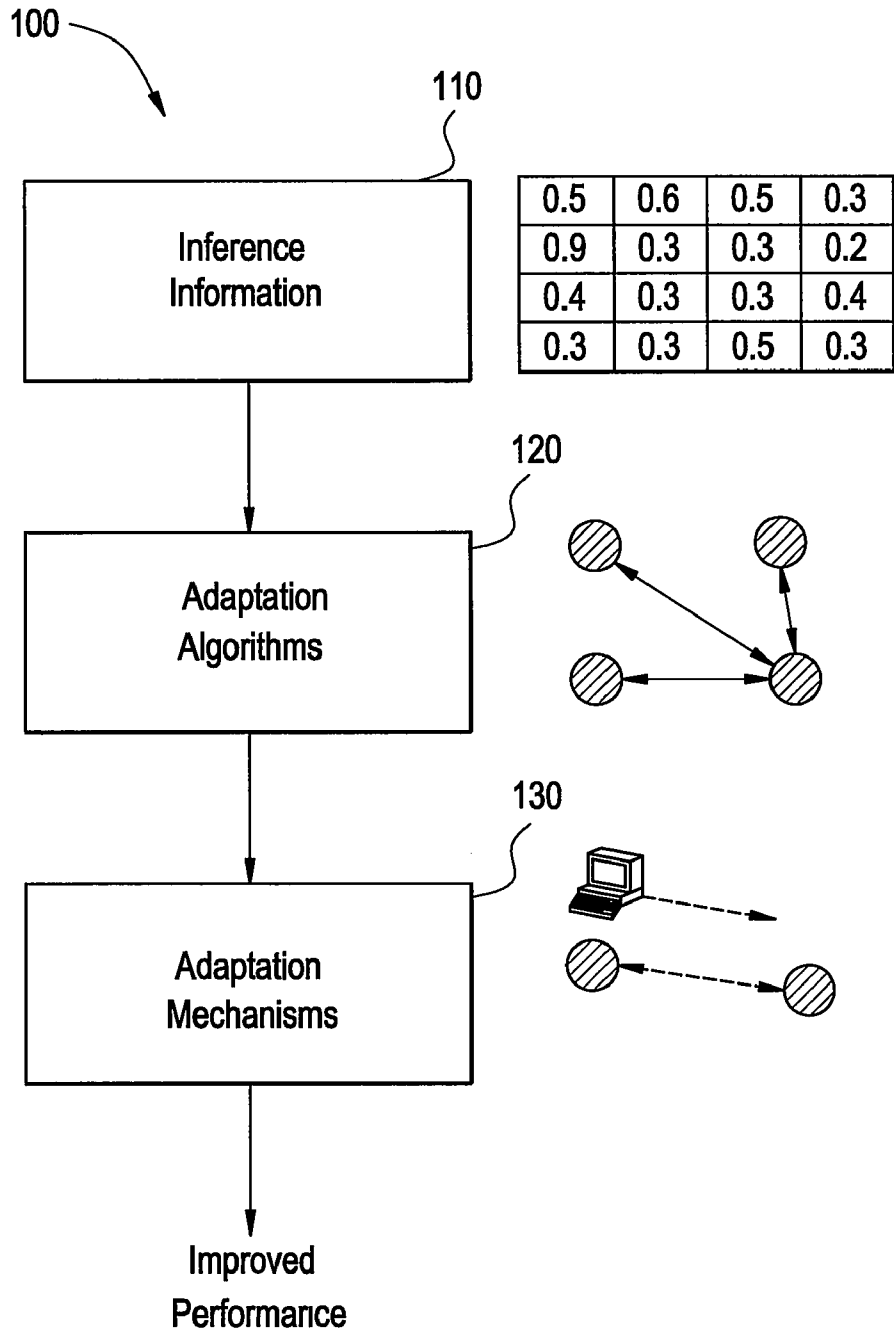 100
110
Inference
Information
0.5 0.6 0.5 0.3
0.9 0.3 0.3 0.2
0.4 0.3 0.3 0.4
0.3 0.3 0.5 0.3
120
Adaptation
Algorithms
130
Adaptation
Mechanisms
Improved
Performance